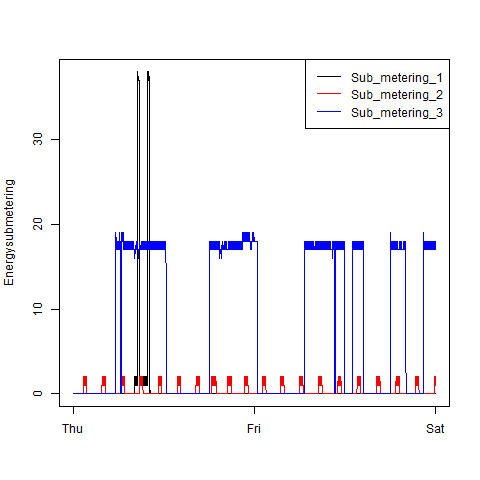 Sub_metering_1
Sub_metering_2
Sub_metering_3
Energysubmetering
30
20
10
0
Thu Fri Sat